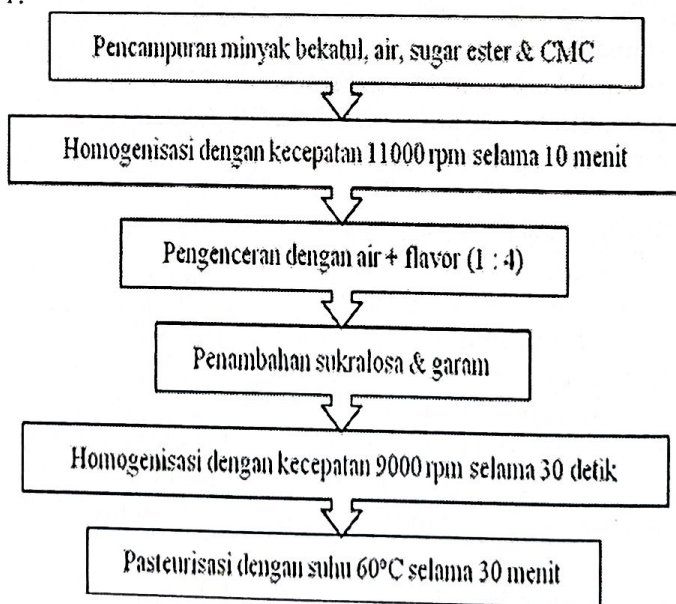 Pencampuran minyak bekatul, air, sugar ester & CMC
Homogenisasi dengan kecepatan 11000 rpm selama 10 menit
Pengenceran dengan air + flavor (1 : 4)
Penambahan sukralosa & garam
Homogenisasi dengan kecepatan 9000 rpm selama 30 detik
Pasteurisasi dengan suhu 60°C selama 30 menit